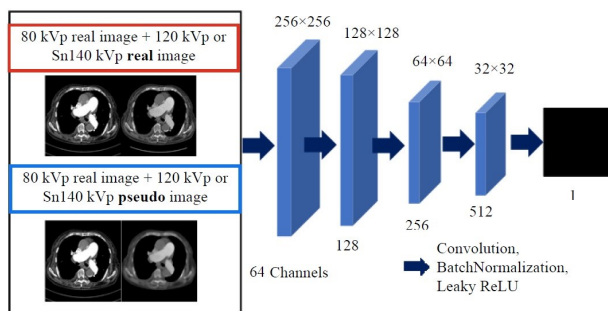 80 kVp real image + 120 kVp or
Sn140 kVp real image
80 kVp real image + 120 kVp or
Sn140 kVp pseudo image
256×256
128×128
64×64
32×32
64 Channels
128
256
512
1
Convolution,
BatchNormalization,
Leaky ReLU